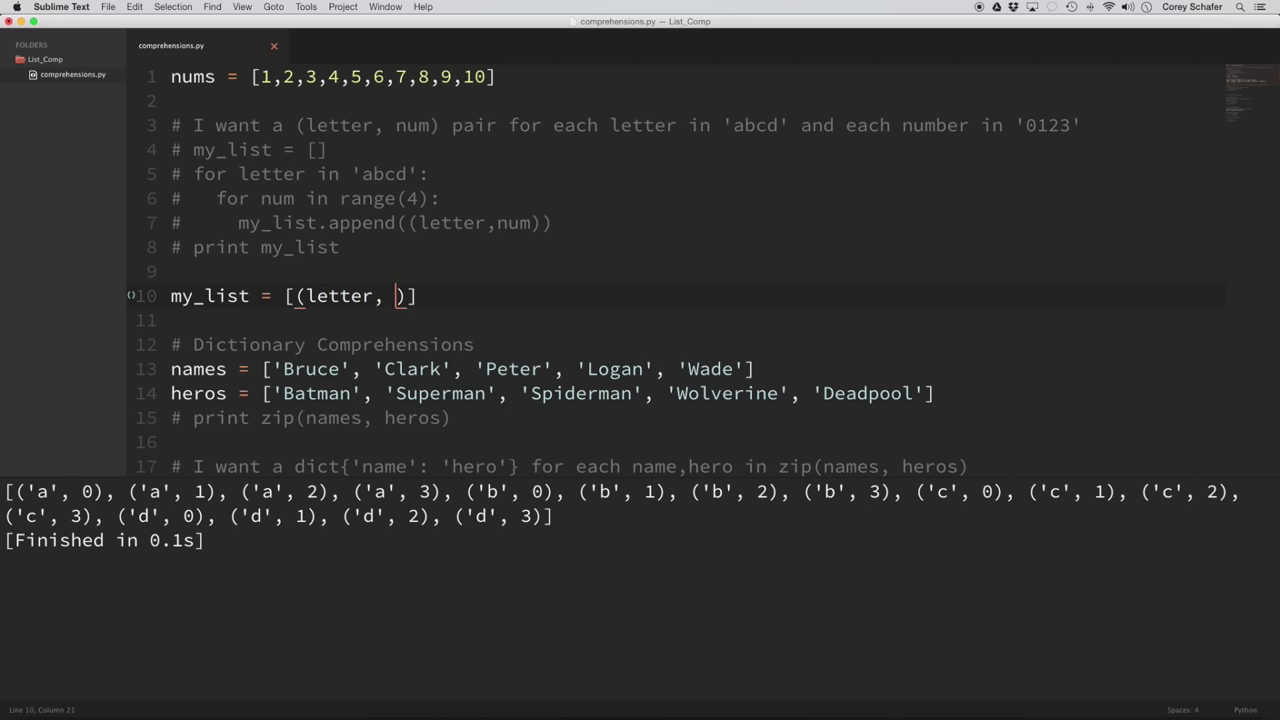 Sublime Text File Edit Selection Find View Goto Tools Project Window Help Corey Schafer
comprehensions.py — List_Comp
FOLDERS
List_Comp
comprehensions.py
comprehensions.py
1 nums = [1,2,3,4,5,6,7,8,9,10]
2
3 # I want a (letter, num) pair for each letter in 'abcd' and each number in '0123'
4 # my_list = []
5 # for letter in 'abcd':
6 #   for num in range(4):
7 #     my_list.append((letter,num))
8 # print my_list
9
10 my_list = [(letter, )]
11
12 # Dictionary Comprehensions
13 names = ['Bruce', 'Clark', 'Peter', 'Logan', 'Wade']
14 heros = ['Batman', 'Superman', 'Spiderman', 'Wolverine', 'Deadpool']
15 # print zip(names, heros)
16
17 # I want a dict{'name': 'hero'} for each name,hero in zip(names, heros)
[('a', 0), ('a', 1), ('a', 2), ('a', 3), ('b', 0), ('b', 1), ('b', 2), ('b', 3), ('c', 0), ('c', 1), ('c', 2),
('c', 3), ('d', 0), ('d', 1), ('d', 2), ('d', 3)]
[Finished in 0.1s]
Line 10, Column 21 Spaces: 4 Python